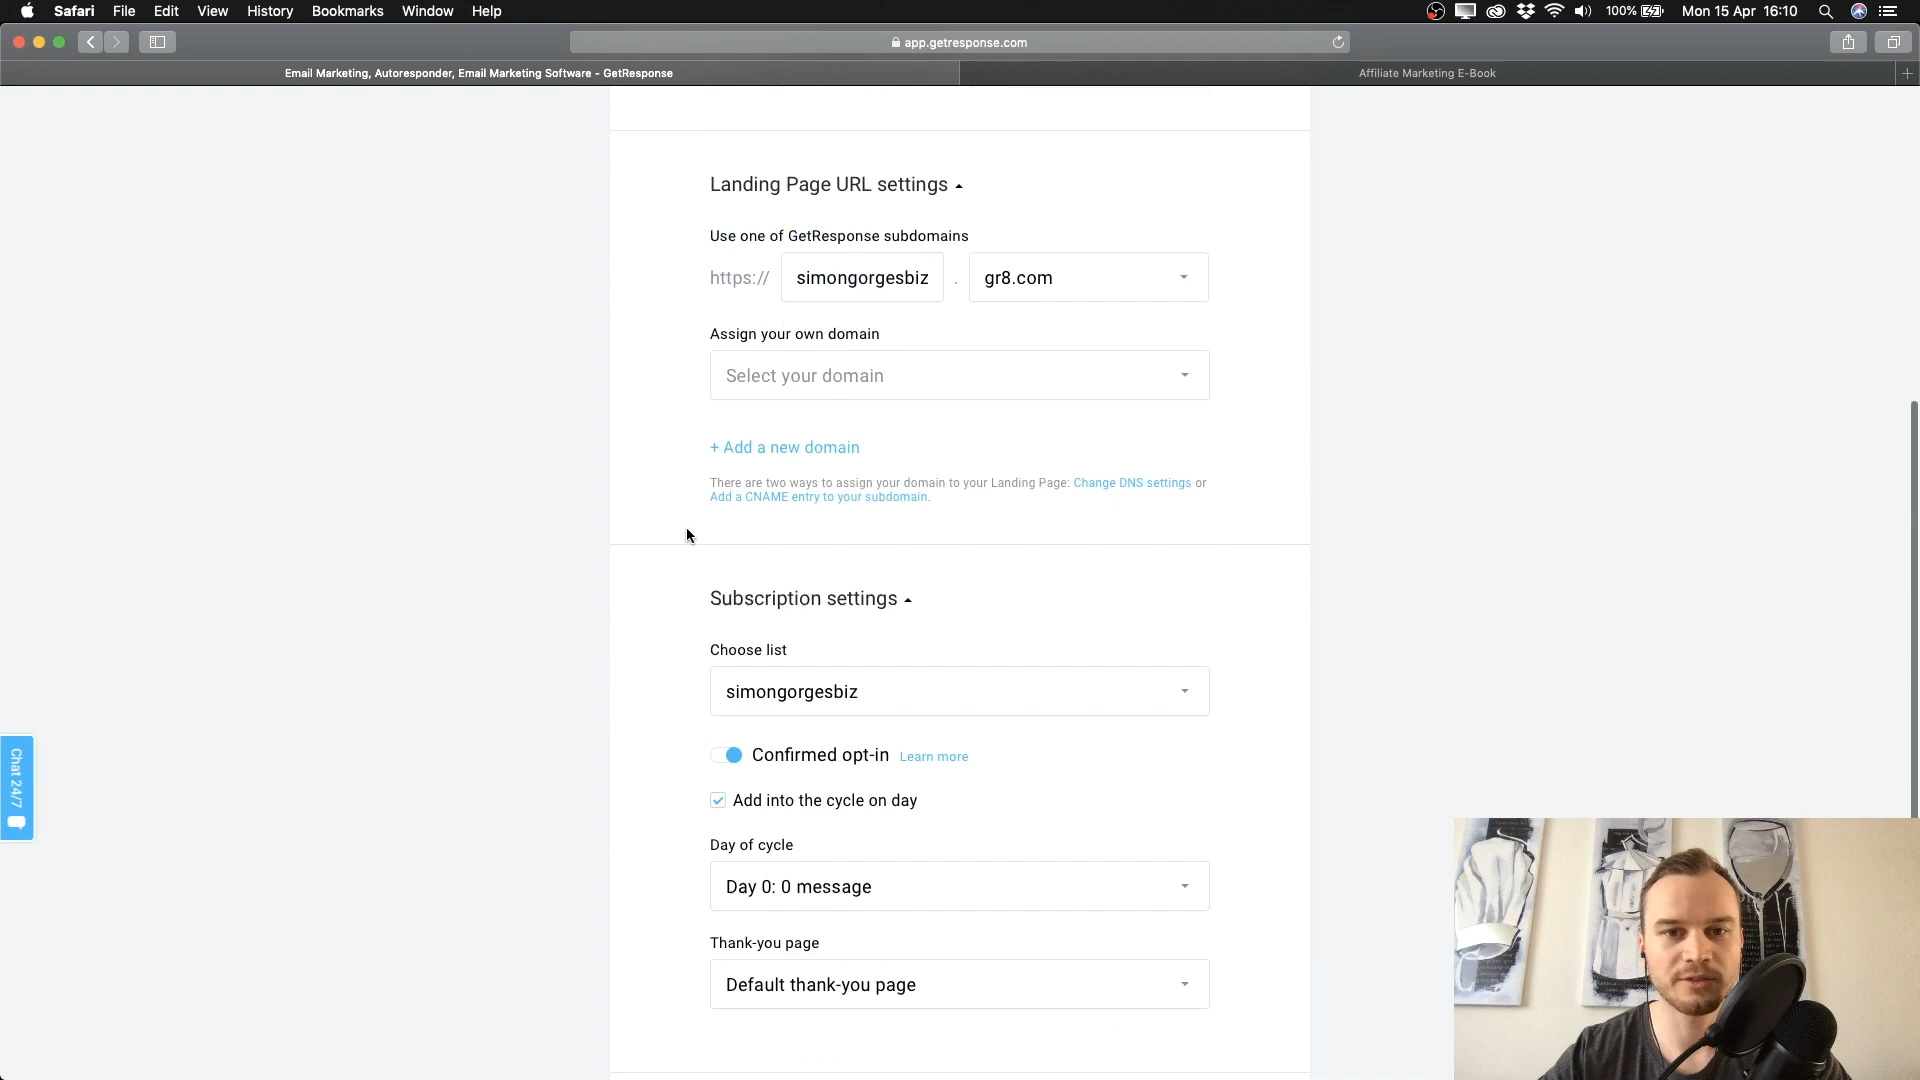 Safari File Edit View History Bookmarks Window Help 100% Mon 15 Apr 16:10
app.getresponse.com
Email Marketing, Autoresponder, Email Marketing Software - GetResponse Affiliate Marketing E-Book
Landing Page URL settings
Use one of GetResponse subdomains
https:// simongorgesbiz . gr8.com
Assign your own domain
Select your domain
+ Add a new domain
There are two ways to assign your domain to your Landing Page: Change DNS settings or
Add a CNAME entry to your subdomain.
Subscription settings
Choose list
simongorgesbiz
Confirmed opt-in Learn more
Add into the cycle on day
Day of cycle
Day 0: 0 message
Thank-you page
Default thank-you page
Chat 24/7